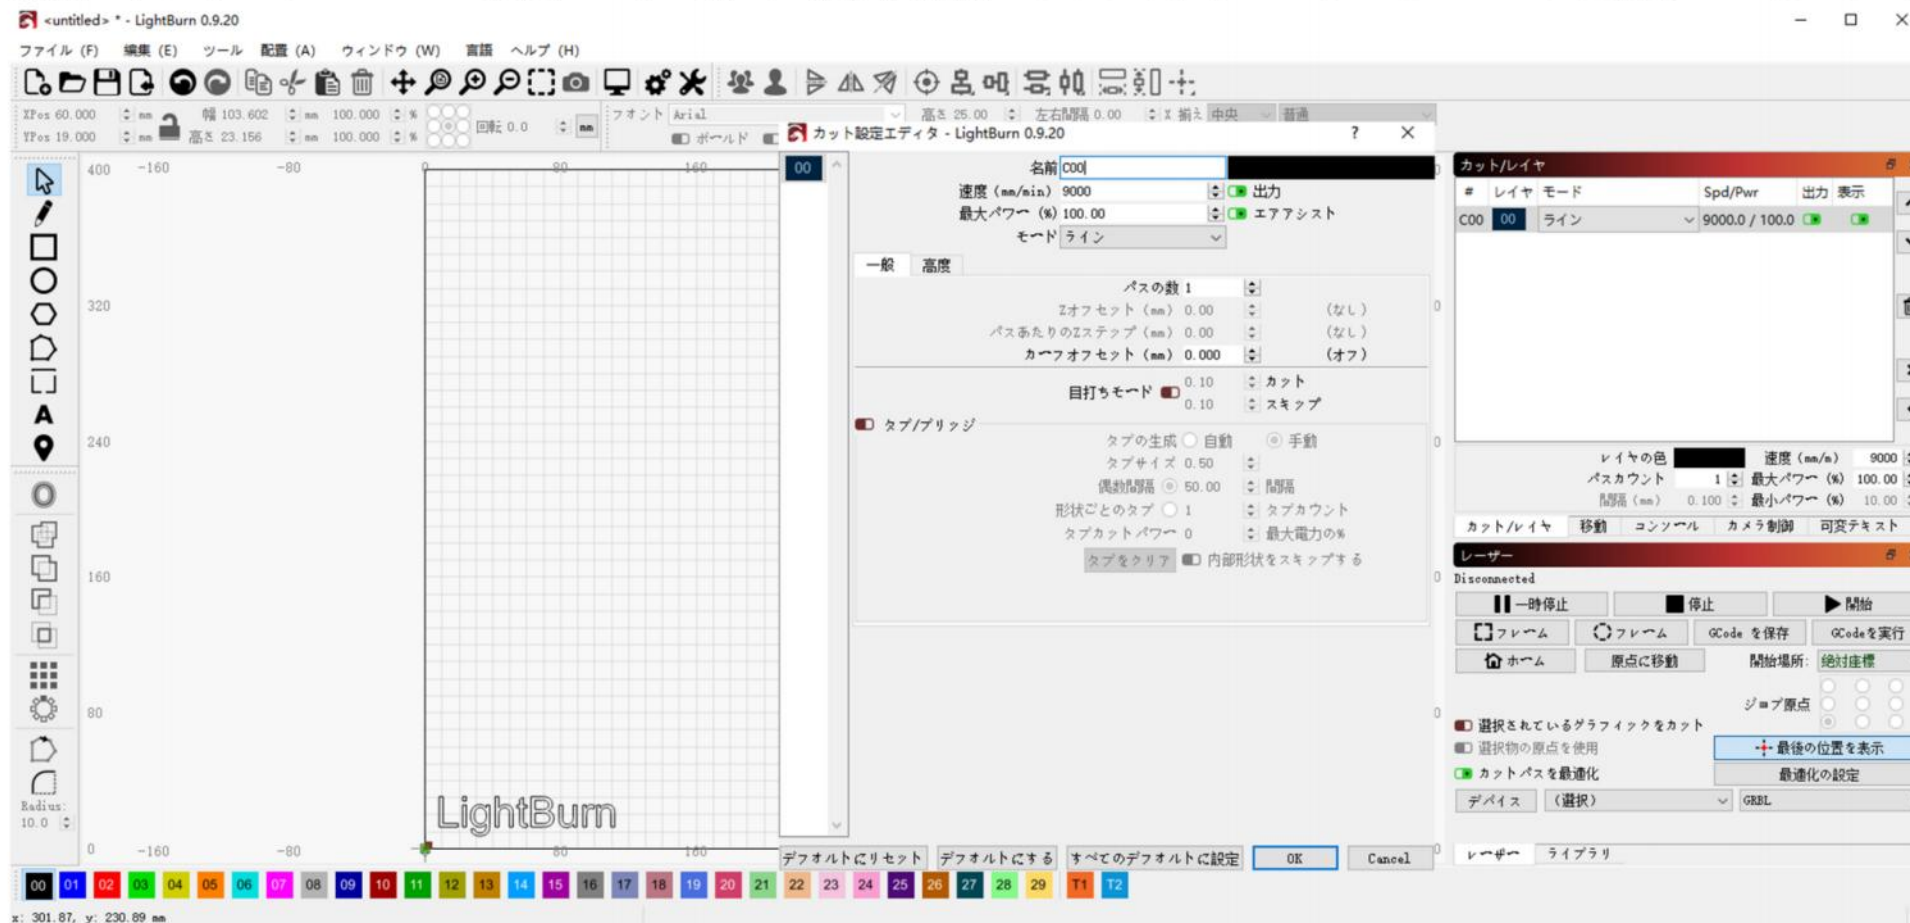 <untitled> * - LightBurn 0.9.20
ファイル (F) 編集 (E) ツール 配置 (A) ウィンドウ (W) 言語 ヘルプ (H)
XPos 60.000 mm 幅 103.602 mm 100.000 % 回転 0.0 mm フォント Arial 高さ 25.00 左右間隔 0.00 X 揃え 中央 普通
YPos 19.000 mm 高さ 23.156 mm 100.000 % ボールド
カット設定エディタ - LightBurn 0.9.20 ? ×
00
名前 C00
速度 (mm/min) 9000 出力
最大パワー (%) 100.00 エアアシスト
モード ライン
一般 高度
パスの数 1
Zオフセット (mm) 0.00 (なし)
パスあたりのZステップ (mm) 0.00 (なし)
カーフオフセット (mm) 0.000 (オフ)
目打ちモード 0.10 カット
0.10 スキップ
タブ/ブリッジ
タブの生成 自動 手動
タブサイズ 0.50
偶数間隔 50.00 間隔
形状ごとのタブ 1 タブカウント
タブカットパワー 0 最大電力の%
タブをクリア 内部形状をスキップする
デフォルトにリセット デフォルトにする すべてのデフォルトに設定 OK Cancel
400 -160 -80 0 80 160
320
240
160
80
0 -160 -80 80 160
LightBurn
Radius:
10.0
カット/レイヤ
# レイヤ モード Spd/Pwr 出力 表示
C00 00 ライン 9000.0 / 100.0
レイヤの色 速度 (mm/m) 9000
パスカウント 1 最大パワー (%) 100.00
間隔 (mm) 0.100 最小パワー (%) 10.00
カット/レイヤ 移動 コンソール カメラ制御 可変テキスト
レーザー
Disconnected
一時停止 停止 開始
フレーム フレーム GCode を保存 GCodeを実行
ホーム 原点に移動 開始場所: 絶対座標
ジョブ原点
選択されているグラフィックをカット
選択物の原点を使用 最後の位置を表示
カットパスを最適化 最適化の設定
デバイス (選択) GRBL
レーザー ライブラリ
00 01 02 03 04 05 06 07 08 09 10 11 12 13 14 15 16 17 18 19 20 21 22 23 24 25 26 27 28 29 T1 T2
x: 301.87, y: 230.89 mm